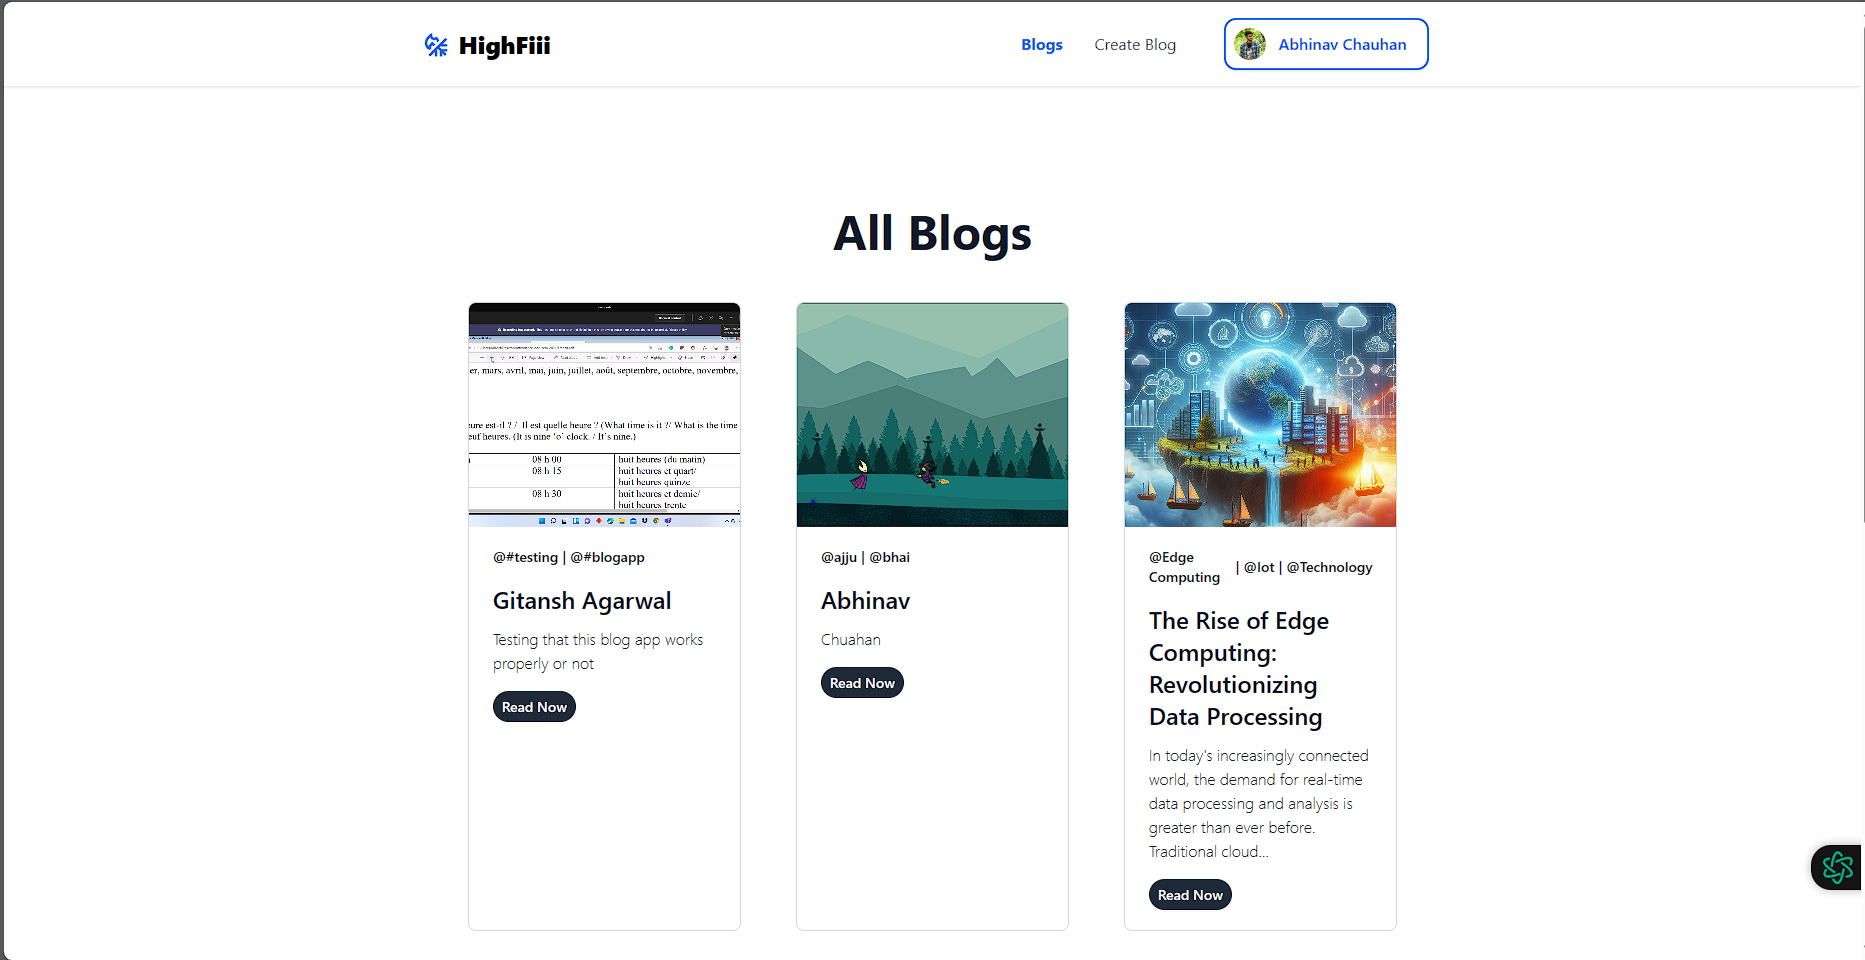 HighFiii
Blogs
Create Blog
Abhinav Chauhan
All Blogs
er, mars, avril, mai, juin, juillet, août, septembre, octobre, novembre,
eure est-il ? / Il est quelle heure ? (What time is it ?/ What is the time
euf heures. (It is nine ‘o’ clock. / It’s nine.)
08 h 00 huit heures (du matin)
08 h 15 huit heures et quart/
huit heures quinze
08 h 30 huit heures et demie/
huit heures trente
@#testing | @#blogapp
Gitansh Agarwal
Testing that this blog app works
properly or not
Read Now
@ajju | @bhai
Abhinav
Chuahan
Read Now
@Edge
Computing
| @Iot | @Technology
The Rise of Edge
Computing:
Revolutionizing
Data Processing
In today's increasingly connected
world, the demand for real-time
data processing and analysis is
greater than ever before.
Traditional cloud...
Read Now